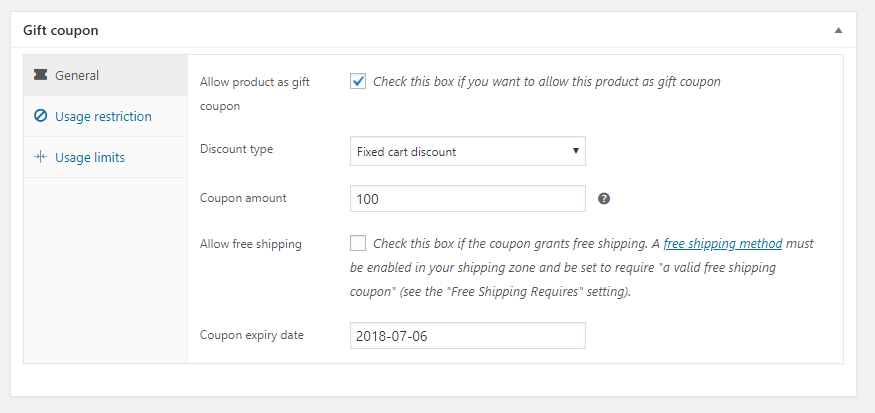 Gift coupon
General
Usage restriction
Usage limits
Allow product as gift
coupon
Check this box if you want to allow this product as gift coupon
Discount type
Fixed cart discount
Coupon amount
100
Allow free shipping
Check this box if the coupon grants free shipping. A free shipping method must
be enabled in your shipping zone and be set to require "a valid free shipping
coupon" (see the "Free Shipping Requires" setting).
Coupon expiry date
2018-07-06